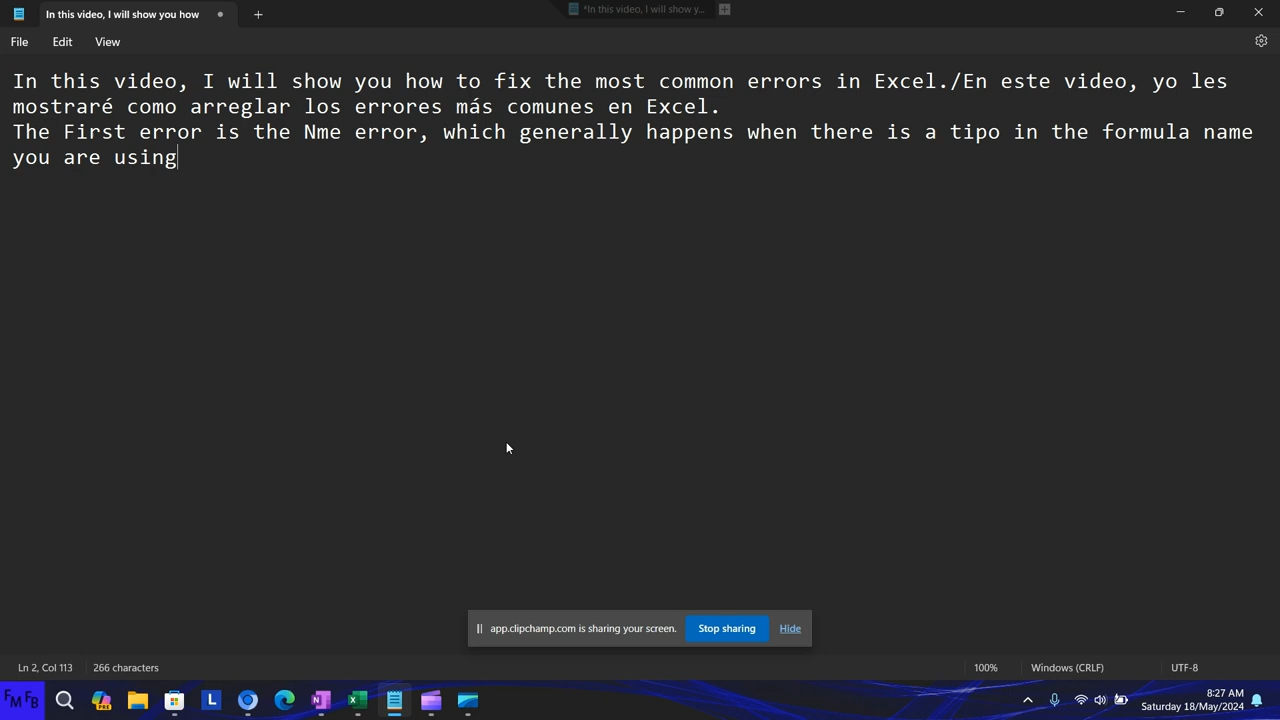 In this video, I will show you how
*In this video, I will show y...
File Edit View
In this video, I will show you how to fix the most common errors in Excel./En este video, yo les
mostraré como arreglar los errores más comunes en Excel.
The First error is the Nme error, which generally happens when there is a tipo in the formula name
you are using
app.clipchamp.com is sharing your screen. Stop sharing Hide
Ln 2, Col 113 266 characters 100% Windows (CRLF) UTF-8
FM FB PRE L N X 8:27 AM
Saturday 18/May/2024